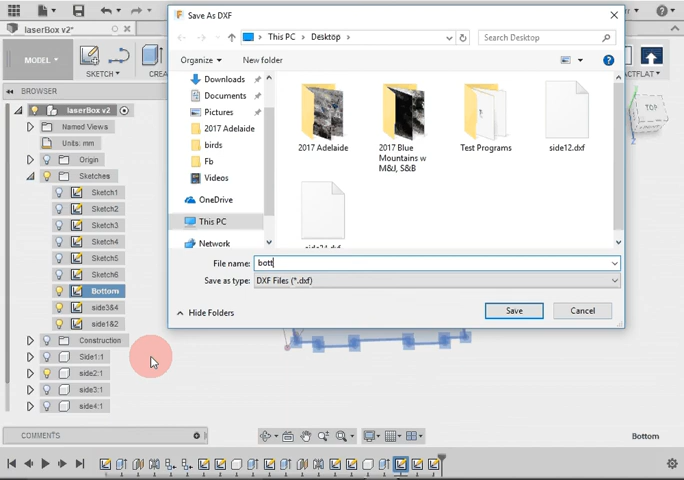 Save As DXF
laserBox v2*
This PC
Desktop
Search Desktop
MODEL
SKETCH
Organize
New folder
BROWSER
laserBox v2
Named Views
Units: mm
Origin
Sketches
Sketch1
Sketch2
Sketch3
Sketch4
Sketch5
Sketch6
Bottom
side3&4
side1&2
Construction
Side1:1
side2:1
side3:1
side4:1
Downloads
Documents
Pictures
2017 Adelaide
birds
Fb
Videos
OneDrive
This PC
Network
2017 Adelaide
2017 Blue
Mountains w
M&J, S&B
Test Programs
side12.dxf
TOP
File name:
bott
Save as type:
DXF Files (*.dxf)
Hide Folders
Save
Cancel
COMMENTS
Bottom